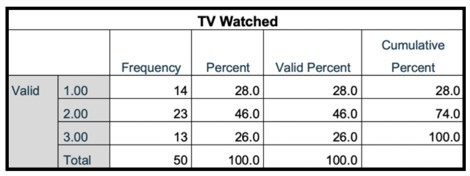 TV Watched
Cumulative
Frequency Percent Valid Percent Percent
Valid 1.00 14 28.0 28.0 28.0
2.00 23 46.0 46.0 74.0
3.00 13 26.0 26.0 100.0
Total 50 100.0 100.0